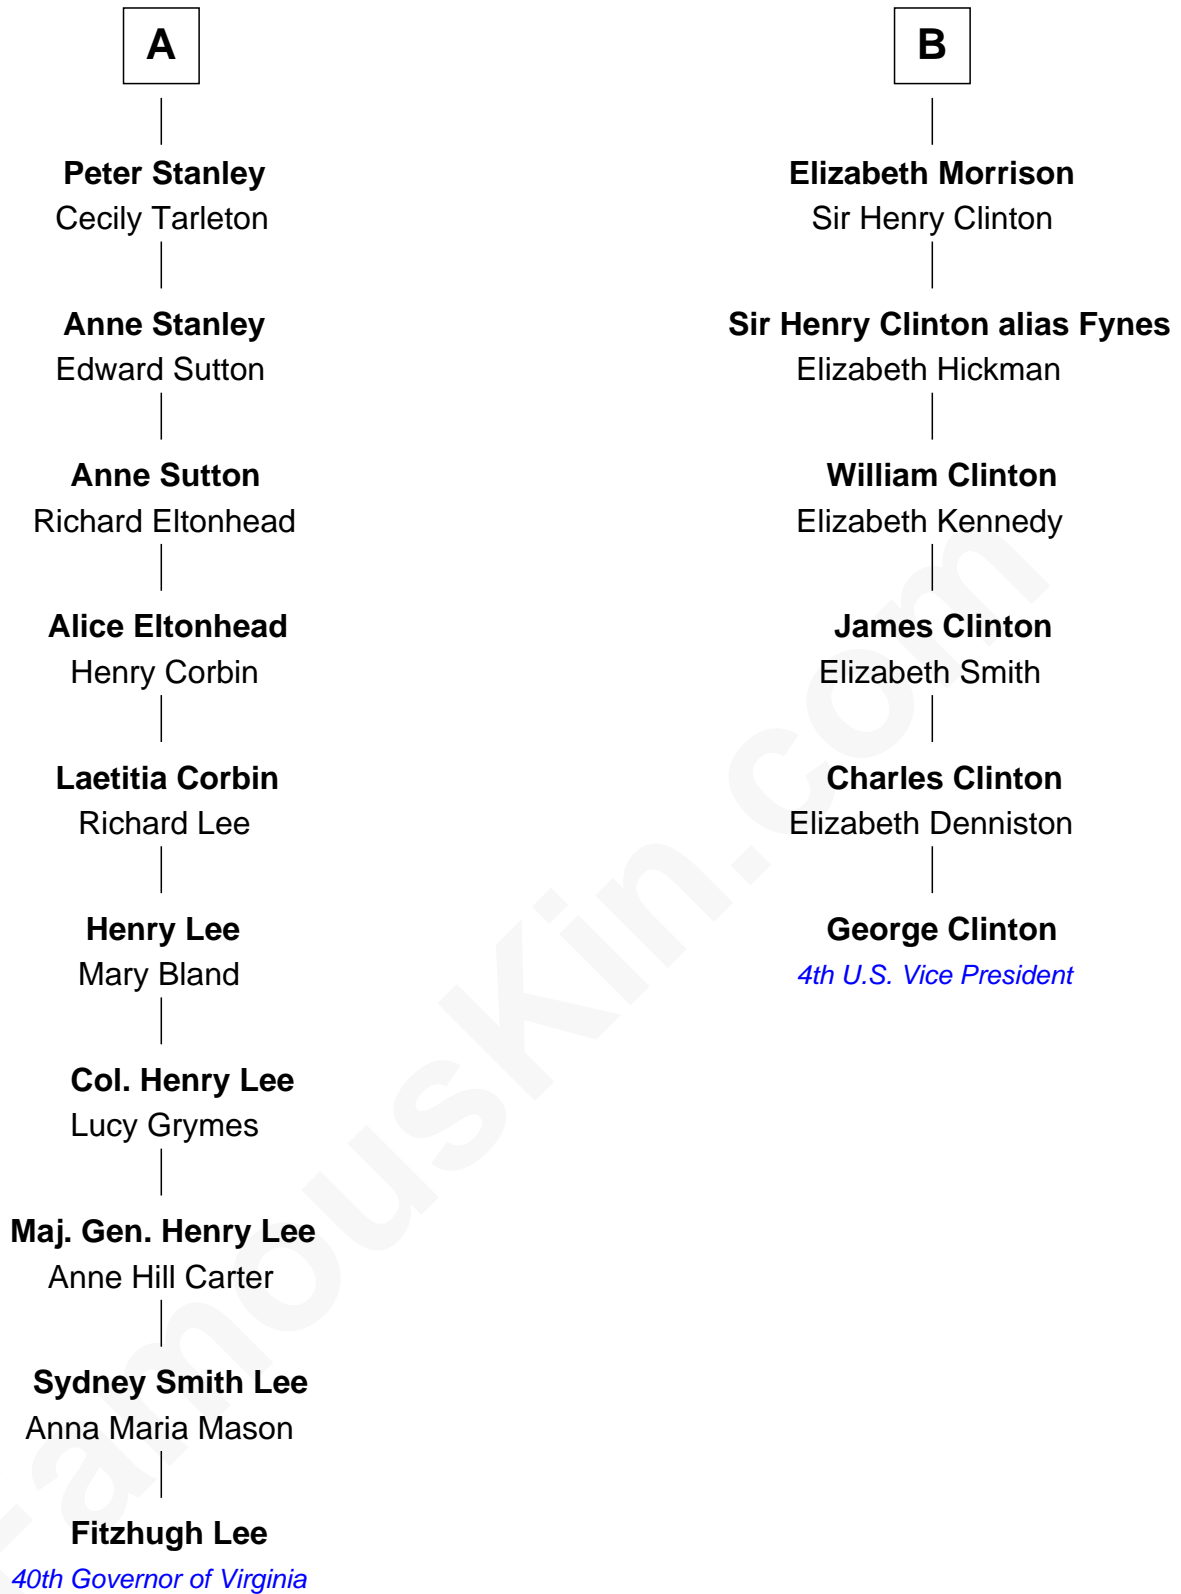 A
Peter Stanley
Cecily Tarleton
Anne Stanley
Edward Sutton
Anne Sutton
Richard Eltonhead
Alice Eltonhead
Henry Corbin
Laetitia Corbin
Richard Lee
Henry Lee
Mary Bland
Col. Henry Lee
Lucy Grymes
Maj. Gen. Henry Lee
Anne Hill Carter
Sydney Smith Lee
Anna Maria Mason
Fitzhugh Lee
40th Governor of Virginia
B
Elizabeth Morrison
Sir Henry Clinton
Sir Henry Clinton alias Fynes
Elizabeth Hickman
William Clinton
Elizabeth Kennedy
James Clinton
Elizabeth Smith
Charles Clinton
Elizabeth Denniston
George Clinton
4th U.S. Vice President
FamousKin.com